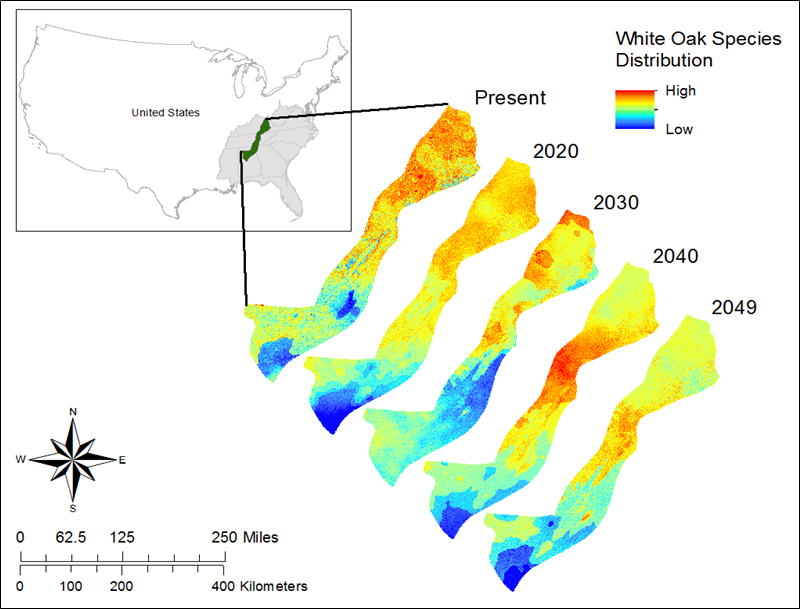 United States
White Oak Species
Distribution
High
Low
Present
2020
2030
2040
2049
N
W E
S
0 62.5 125 250 Miles
0 100 200 400 Kilometers